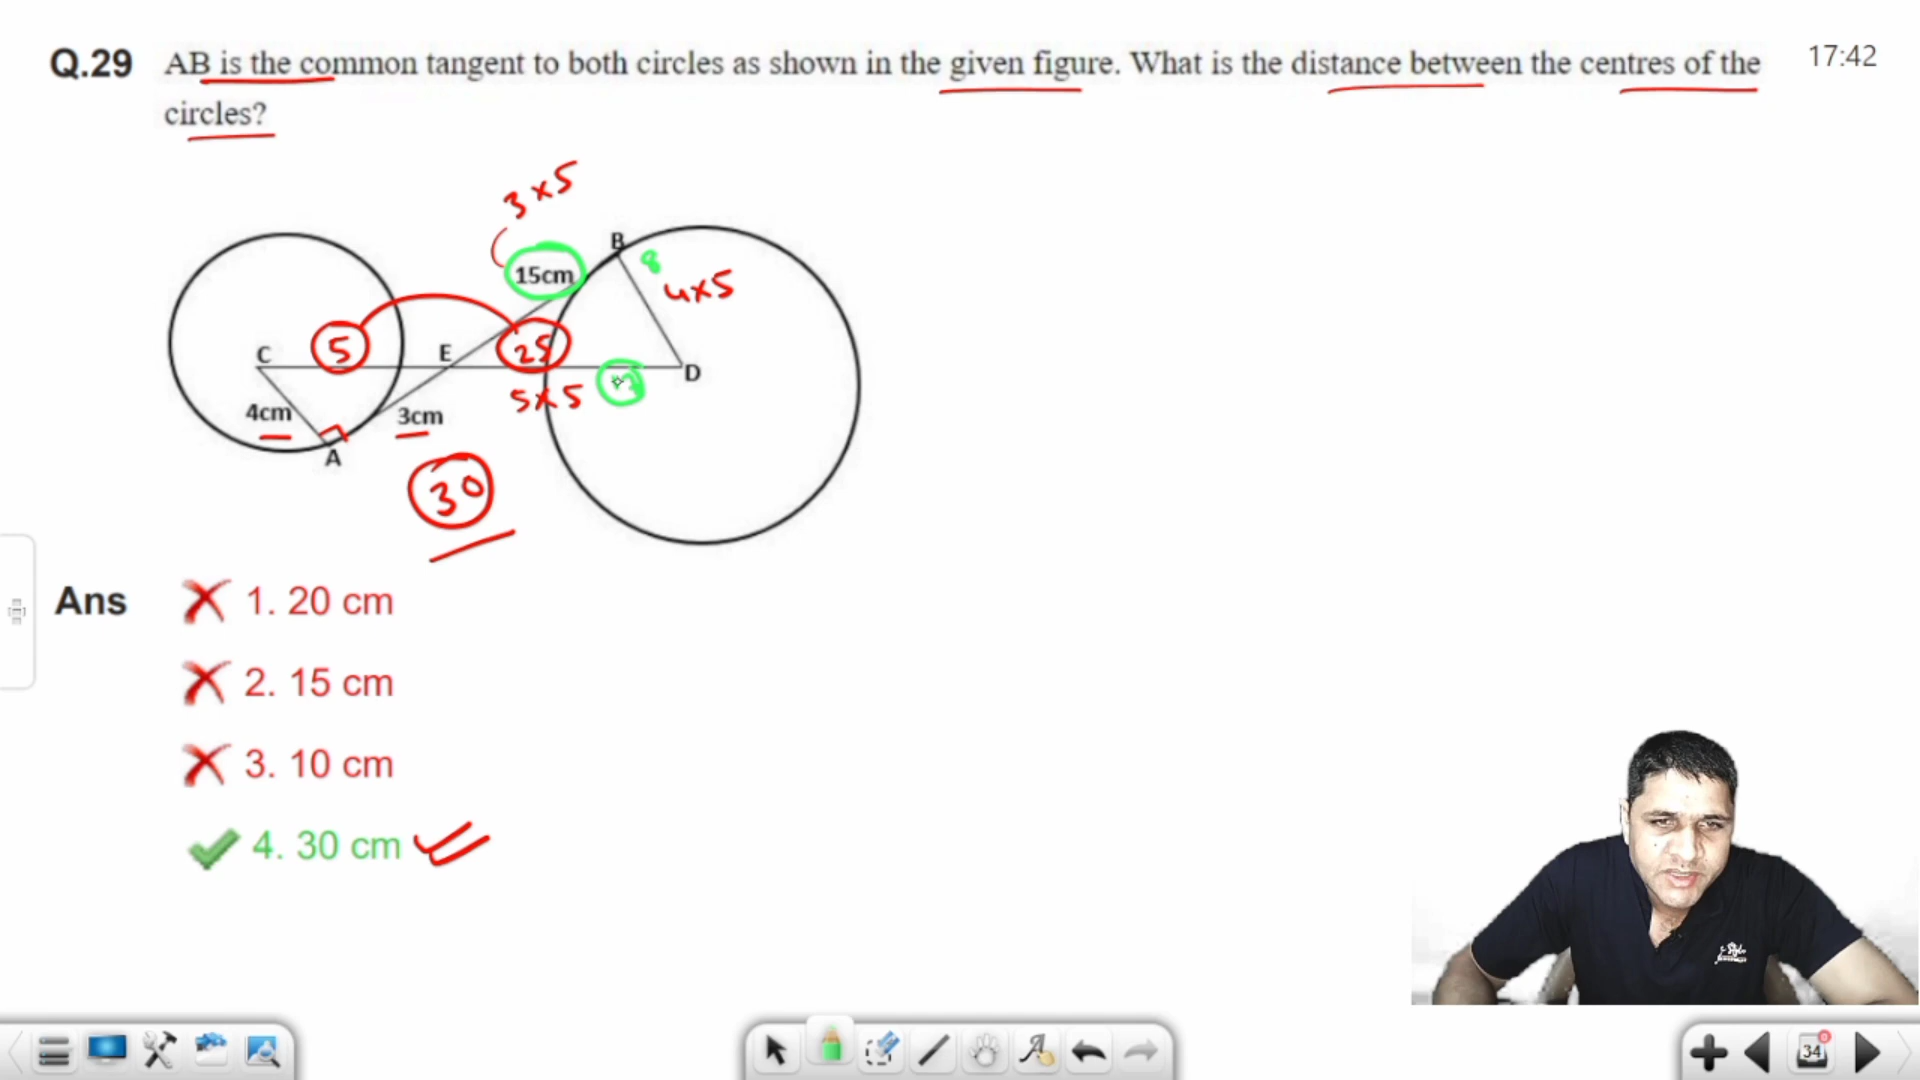 Q.29 AB is the common tangent to both circles as shown in the given figure. What is the distance between the centres of the 17:42
circles?
3×5
B
15cm
8
4×5
C
5
E
25
D
5×5
17
4cm
3cm
A
30
Ans
1. 20 cm
2. 15 cm
3. 10 cm
4. 30 cm
34